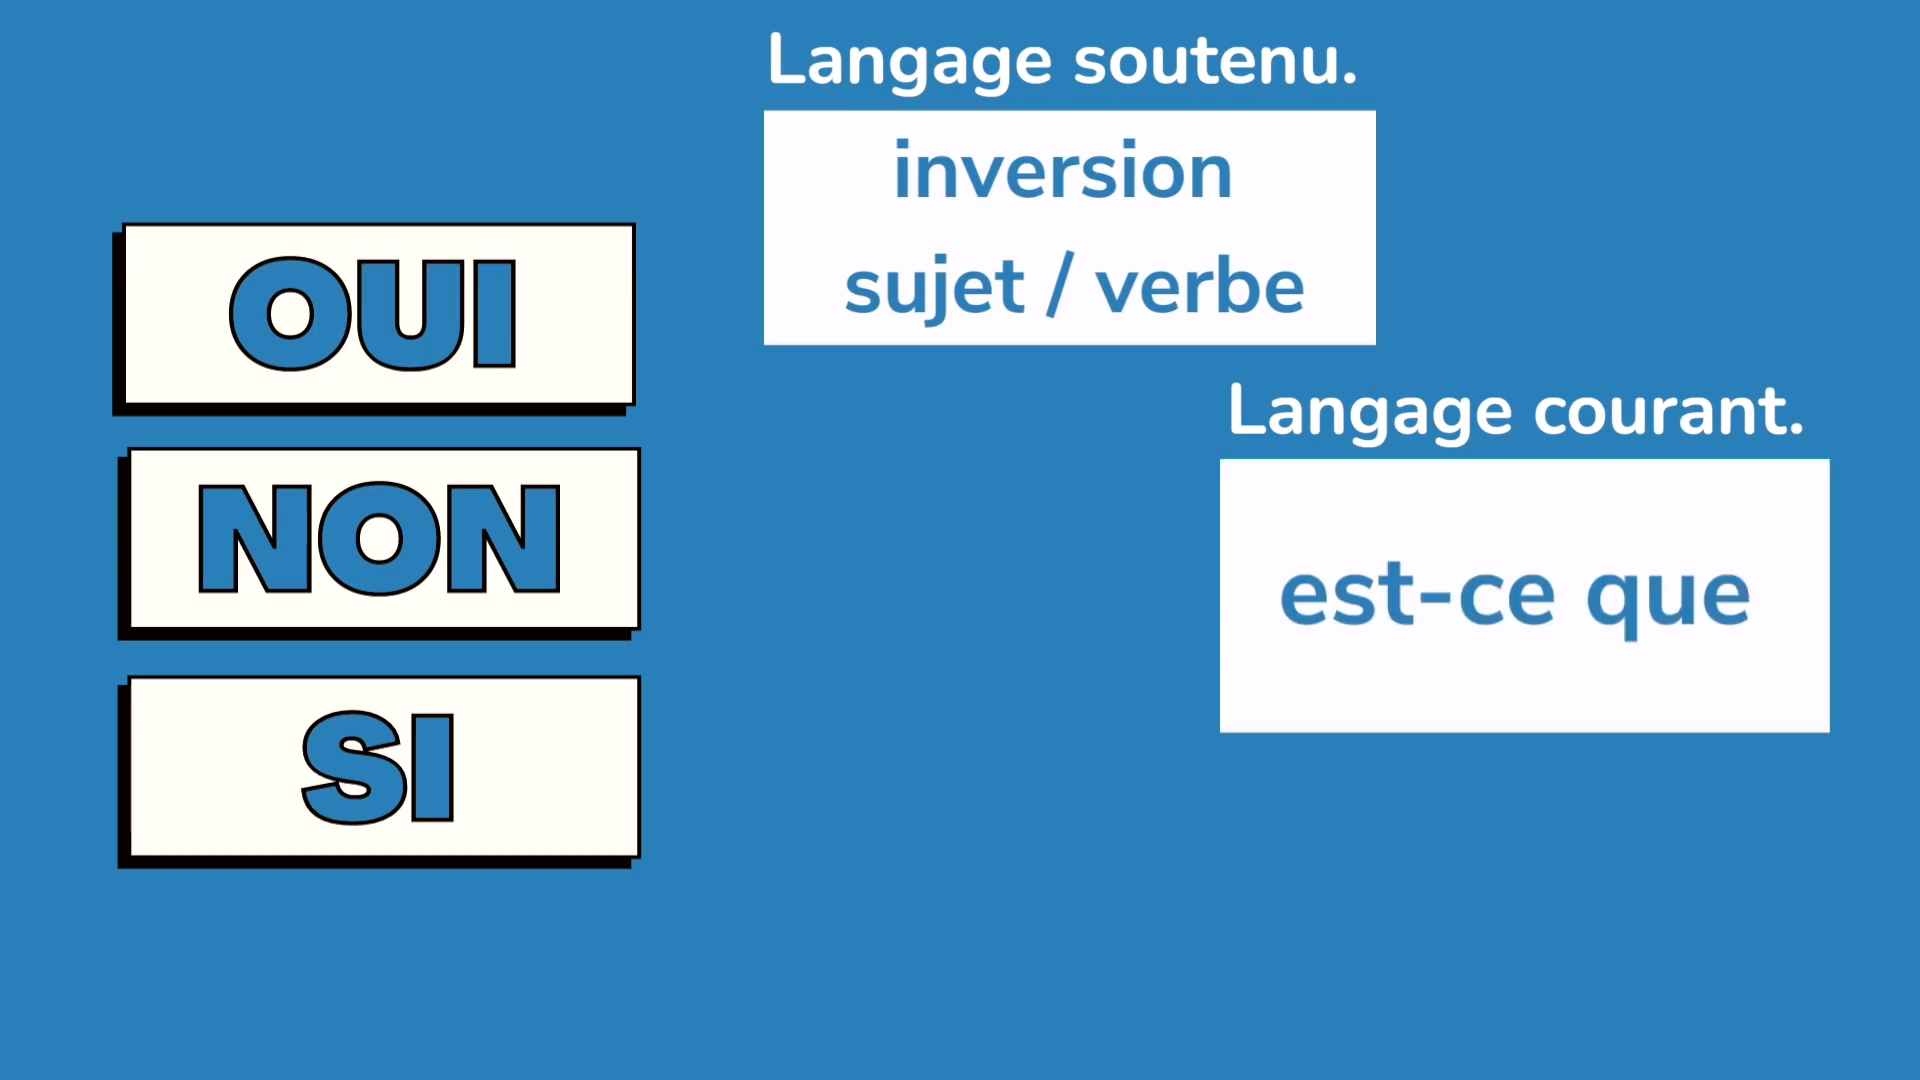 OUI
NON
SI
Langage soutenu.
inversion
sujet / verbe
Langage courant.
est-ce que